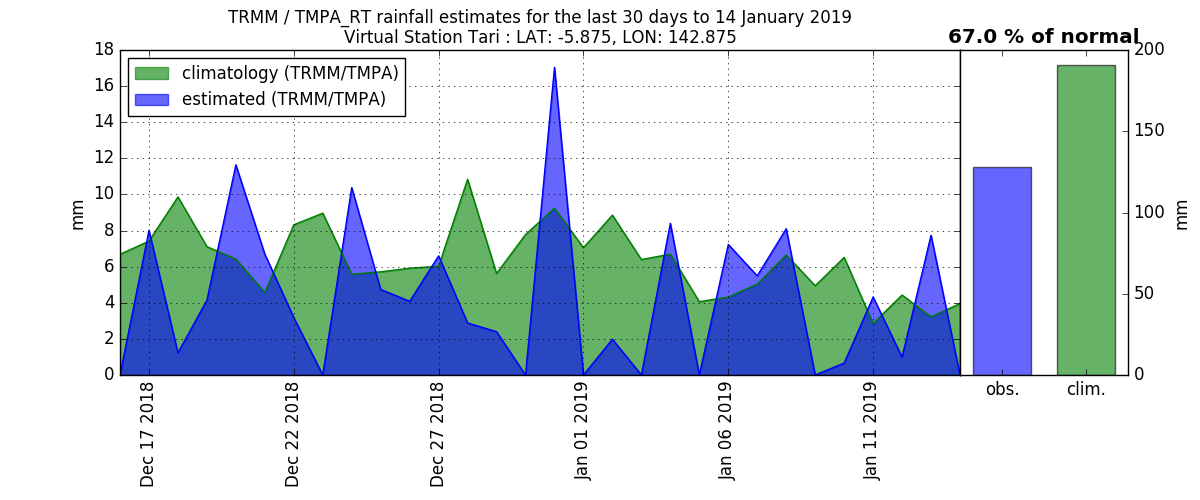 TRMM / TMPA_RT rainfall estimates for the last 30 days to 14 January 2019
Virtual Station Tari : LAT: -5.875, LON: 142.875
67.0 % of normal
climatology (TRMM/TMPA)
estimated (TRMM/TMPA)
18
16
14
12
10
8
6
4
2
0
mm
Dec 17 2018
Dec 22 2018
Dec 27 2018
Jan 01 2019
Jan 06 2019
Jan 11 2019
obs.
clim.
200
150
100
50
0
mm